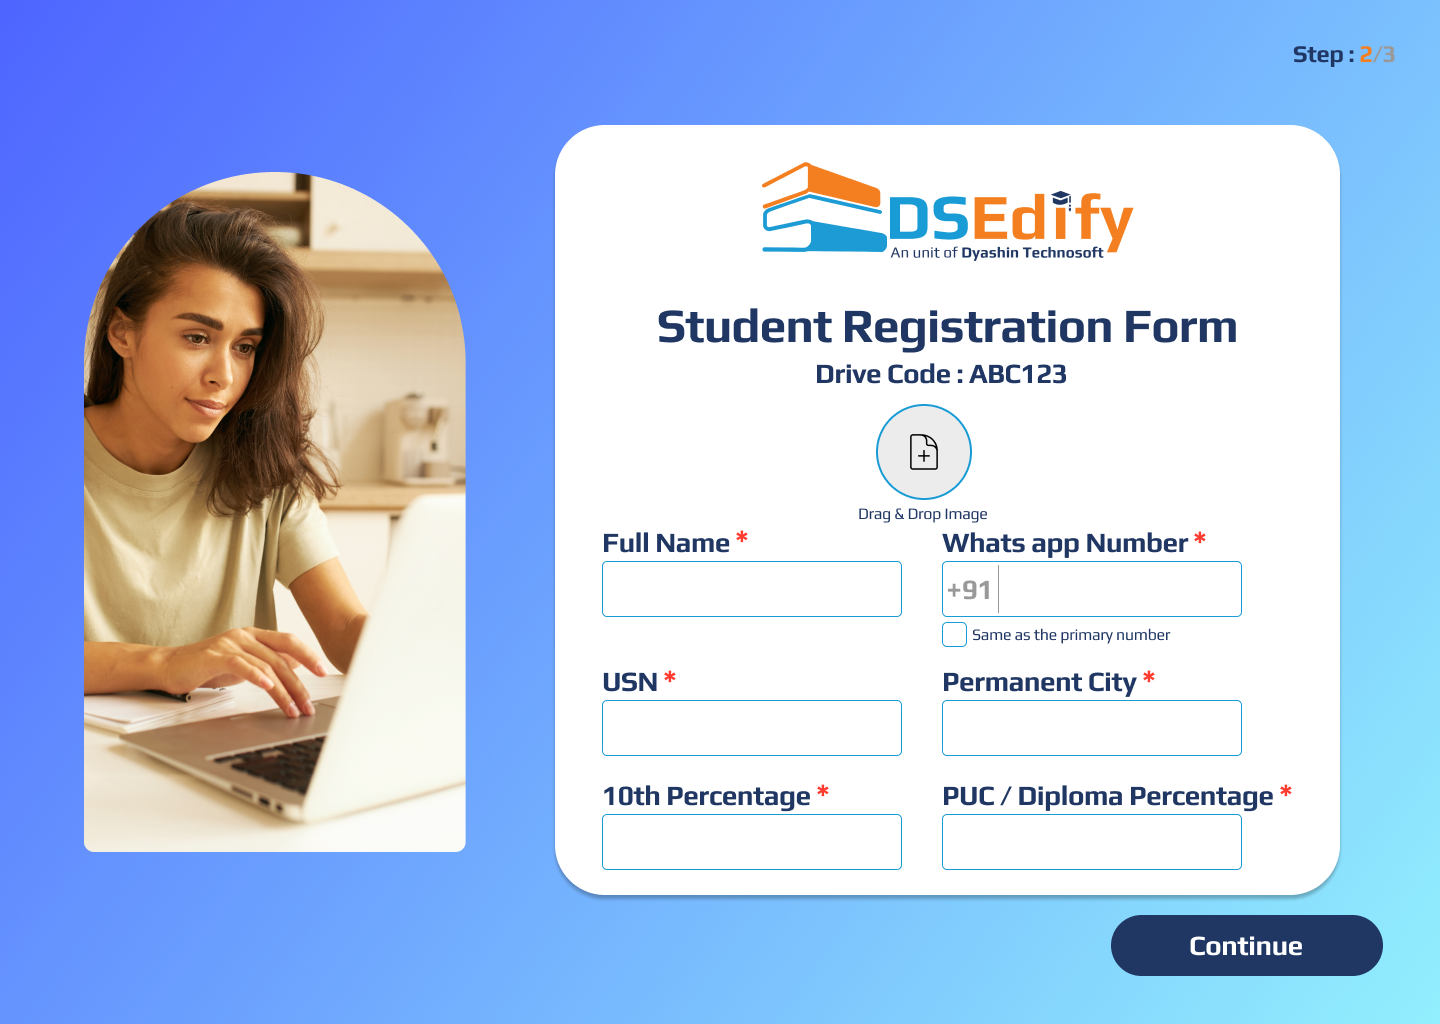 Step : 2/3
DSEdify
An unit of Dyashin Technosoft
Student Registration Form
Drive Code : ABC123
Drag & Drop Image
Full Name *
Whats app Number *
+91
Same as the primary number
USN *
Permanent City *
10th Percentage *
PUC / Diploma Percentage *
Continue